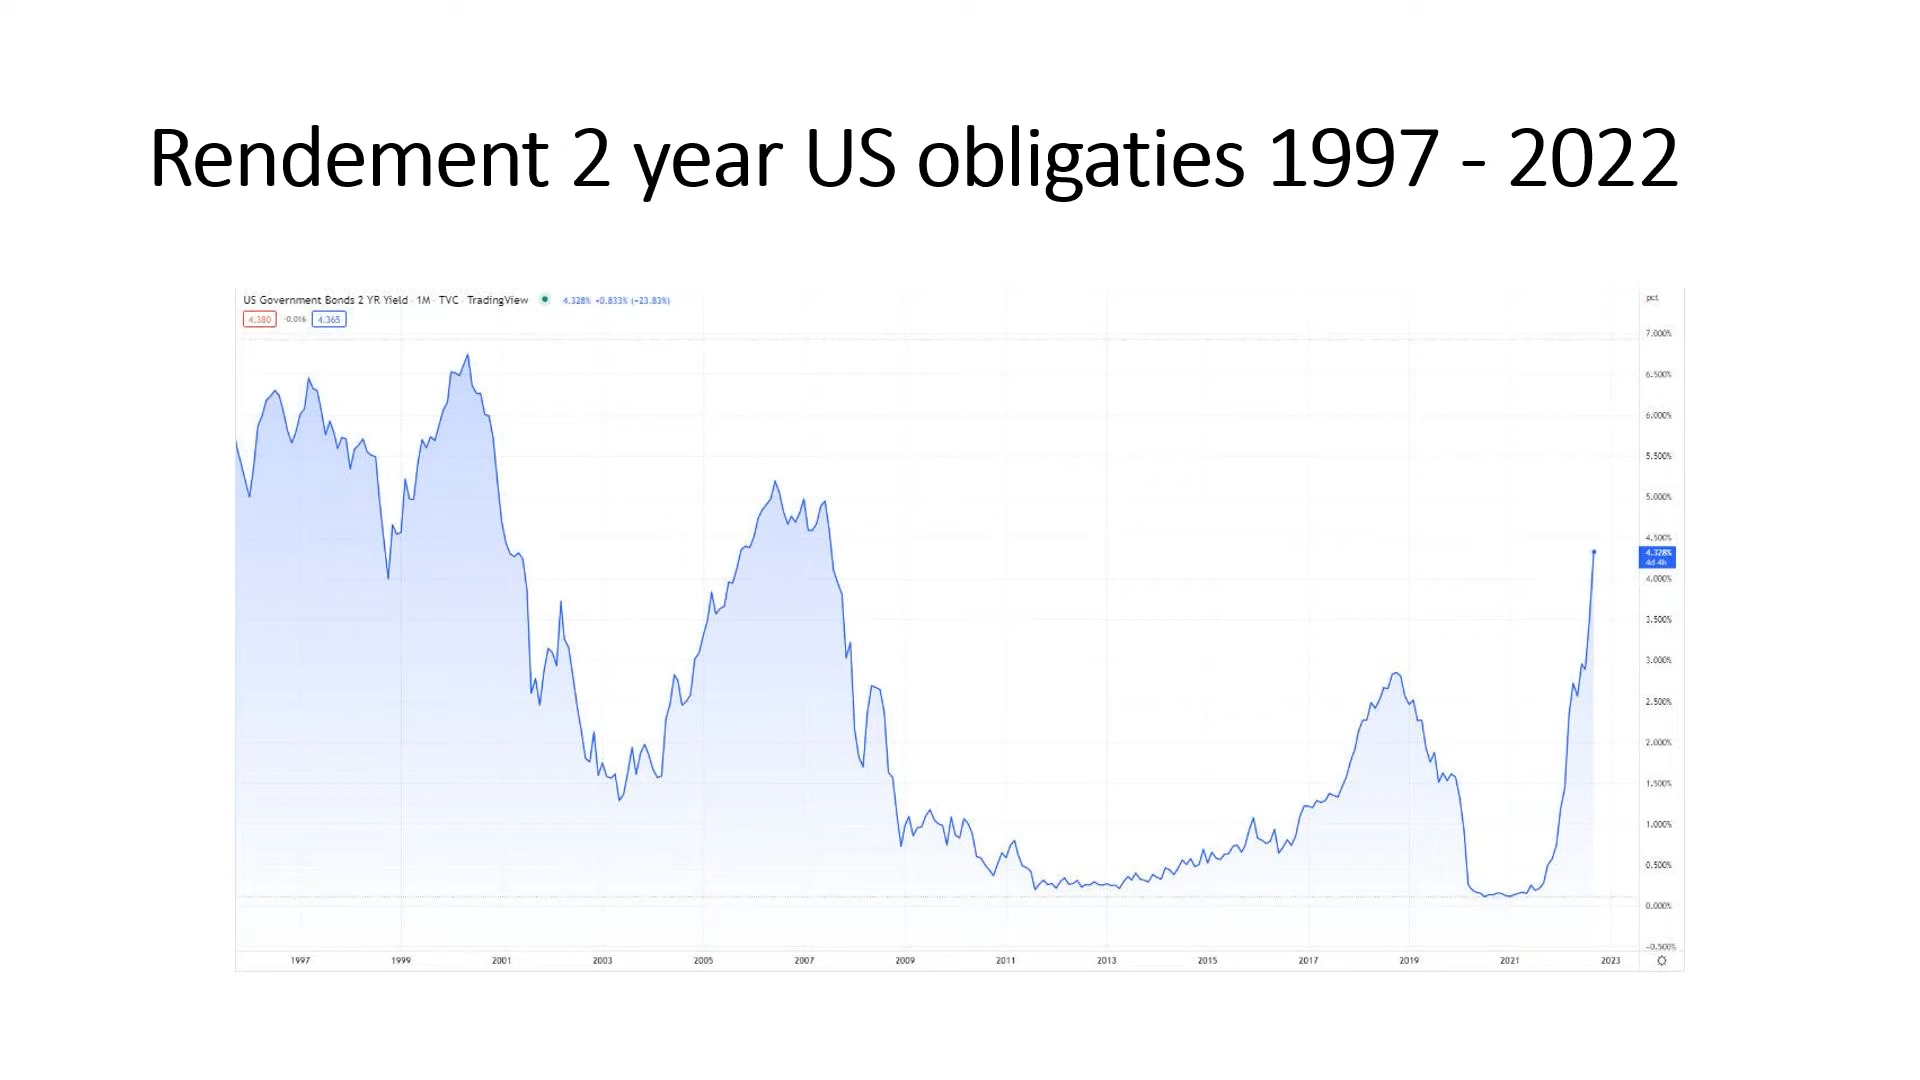 Rendement 2 year US obligaties 1997 - 2022
US Government Bonds 2 YR Yield · 1M · TVC · TradingView 4.328% +0.833% (+23.83%)
4.380 -0.016 4.365
pct
7.000%
6.500%
6.000%
5.500%
5.000%
4.500%
4.328%
4d 4h
4.000%
3.500%
3.000%
2.500%
2.000%
1.500%
1.000%
0.500%
0.000%
-0.500%
1997 1999 2001 2003 2005 2007 2009 2011 2013 2015 2017 2019 2021 2023